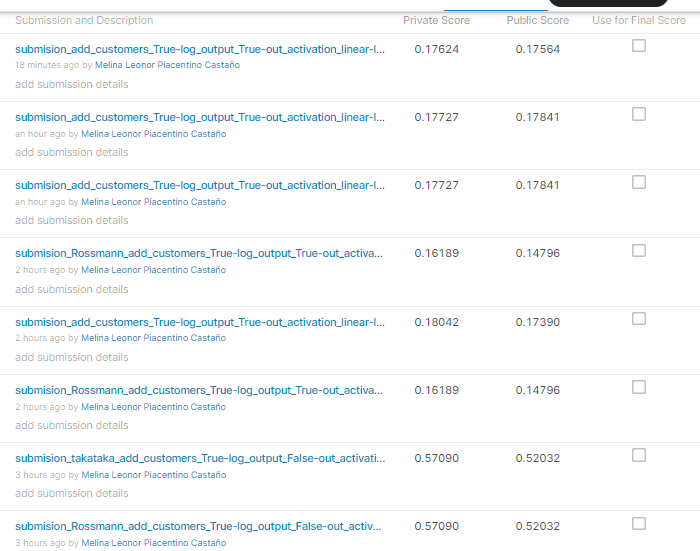 Submission and Description Private Score Public Score Use for Final Score
submision_add_customers_True-log_output_True-out_activation_linear-l... 0.17624 0.17564
18 minutes ago by Melina Leonor Piacentino Castaño
add submission details
submision_add_customers_True-log_output_True-out_activation_linear-l... 0.17727 0.17841
an hour ago by Melina Leonor Piacentino Castaño
add submission details
submision_add_customers_True-log_output_True-out_activation_linear-l... 0.17727 0.17841
an hour ago by Melina Leonor Piacentino Castaño
add submission details
submision_Rossmann_add_customers_True-log_output_True-out_activa... 0.16189 0.14796
2 hours ago by Melina Leonor Piacentino Castaño
add submission details
submision_add_customers_True-log_output_True-out_activation_linear-l... 0.18042 0.17390
2 hours ago by Melina Leonor Piacentino Castaño
add submission details
submision_Rossmann_add_customers_True-log_output_True-out_activa... 0.16189 0.14796
2 hours ago by Melina Leonor Piacentino Castaño
add submission details
submision_takataka_add_customers_True-log_output_False-out_activati... 0.57090 0.52032
3 hours ago by Melina Leonor Piacentino Castaño
add submission details
submision_Rossmann_add_customers_True-log_output_False-out_activ... 0.57090 0.52032
3 hours ago by Melina Leonor Piacentino Castaño